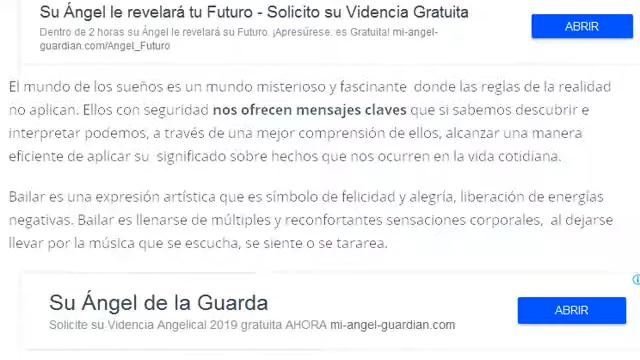 Su Ángel le revelará tu Futuro - Solicito su Videncia Gratuita
Dentro de 2 horas su Ángel le revelará su Futuro. ¡Apresúrese. es Gratuita! mi-angel-
guardian.com/Angel_Futuro
ABRIR
El mundo de los sueños es un mundo misterioso y fascinante donde las reglas de la realidad
no aplican. Ellos con seguridad nos ofrecen mensajes claves que si sabemos descubrir e
interpretar podemos, a través de una mejor comprensión de ellos, alcanzar una manera
eficiente de aplicar su significado sobre hechos que nos ocurren en la vida cotidiana.
Bailar es una expresión artística que es símbolo de felicidad y alegría, liberación de energías
negativas. Bailar es llenarse de múltiples y reconfortantes sensaciones corporales, al dejarse
llevar por la música que se escucha, se siente o se tararea.
Su Ángel de la Guarda
Solicite su Videncia Angelical 2019 gratuita AHORA mi-angel-guardian.com
ABRIR